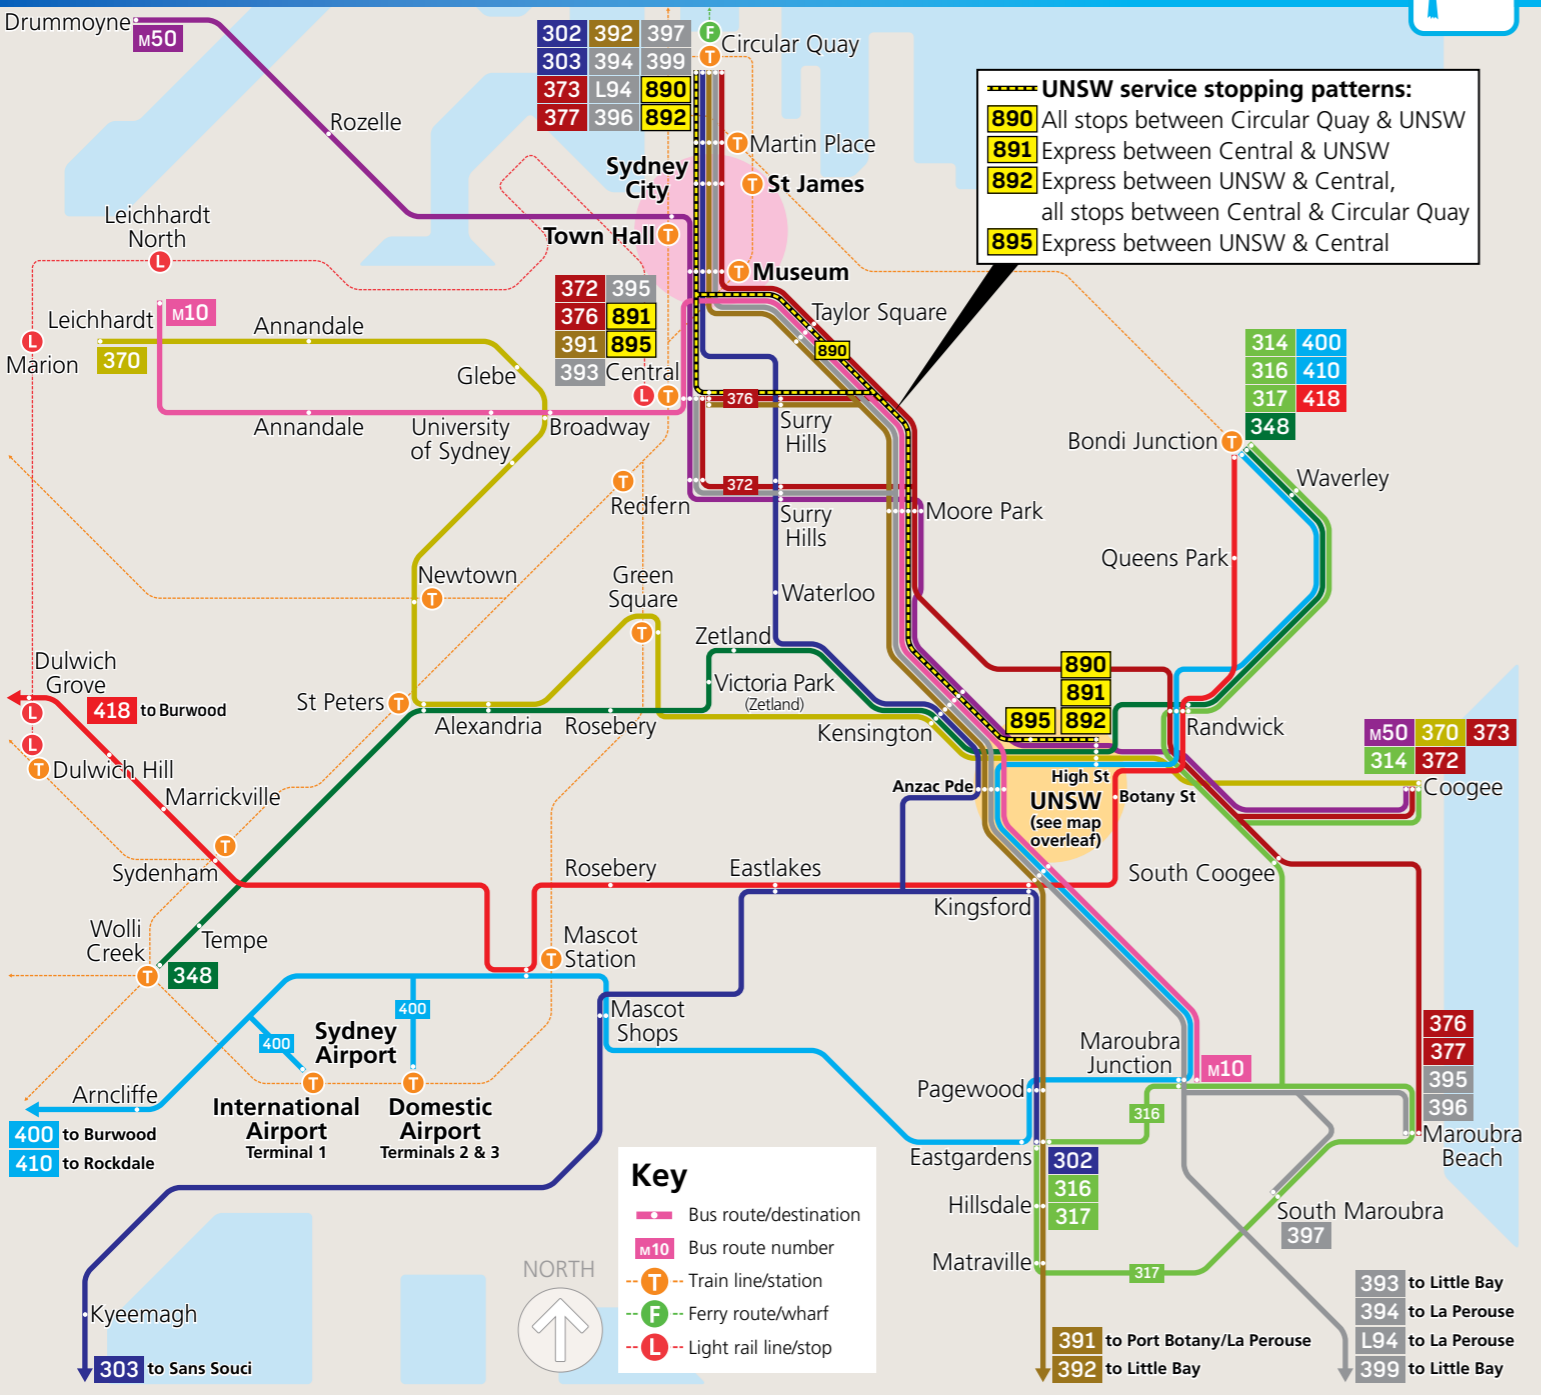 Drummoyne
M50
302 392 397
303 394 399
373 L94 890
377 396 892
F
T
Circular Quay
UNSW service stopping patterns:
890 All stops between Circular Quay & UNSW
891 Express between Central & UNSW
892 Express between UNSW & Central,
all stops between Central & Circular Quay
895 Express between UNSW & Central
Rozelle
T Martin Place
Sydney
City
T St James
Leichhardt
North
L
Town Hall T
T Museum
372 395
376 891
391 895
393 Central
L T
M10
Leichhardt
L
Marion
370
Annandale
Glebe
Taylor Square
890
314 400
316 410
317 418
348
Annandale
University
of Sydney
Broadway
376
Surry
Hills
Bondi Junction T
Waverley
T
Redfern
372
Surry
Hills
Moore Park
Queens Park
Newtown
T
Green
Square
T
Waterloo
Zetland
Victoria Park
(Zetland)
890
891
895 892
Dulwich
Grove
L
418 to Burwood
St Peters T
Alexandria
Rosebery
Kensington
Randwick
M50 370 373
314 372
Coogee
L
T Dulwich Hill
Marrickville
Anzac Pde
High St
UNSW
(see map
overleaf)
Botany St
T
Sydenham
Rosebery
Eastlakes
Kingsford
South Coogee
Wolli
Creek
T
Tempe
348
Mascot
Station
T
400
400
Mascot
Shops
Sydney
Airport
T
T
Maroubra
Junction
M10
376
377
395
396
Maroubra
Beach
Arncliffe
400 to Burwood
410 to Rockdale
International
Airport
Terminal 1
Domestic
Airport
Terminals 2 & 3
Pagewood
316
Eastgardens
302
316
317
Hillsdale
South Maroubra
397
Matraville
317
Key
Bus route/destination
M10 Bus route number
T Train line/station
F Ferry route/wharf
L Light rail line/stop
NORTH
Kyeemagh
303 to Sans Souci
391 to Port Botany/La Perouse
392 to Little Bay
393 to Little Bay
394 to La Perouse
L94 to La Perouse
399 to Little Bay